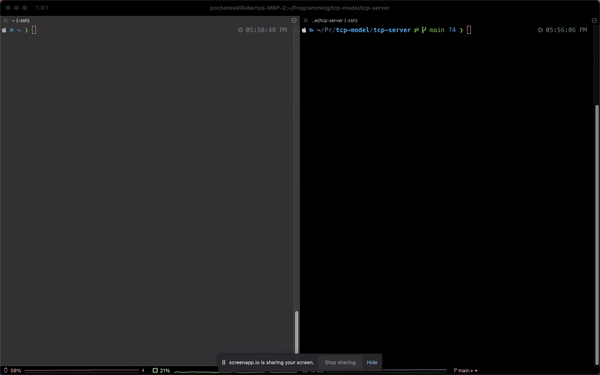 pochetes@Robertos-MBP-2:~/Programming/tcp-model/tcp-server
~ (-zsh)
..el/tcp-server (-zsh)
~ ❯
05:50:48 PM
~/Pr/tcp-model/tcp-server main ?4 ❯
05:56:06 PM
screenapp.io is sharing your screen.
Stop sharing
Hide
59%
21%
main